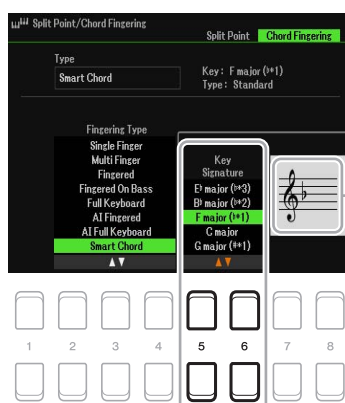 Split Point/Chord Fingering
Split Point Chord Fingering
Type
Smart Chord
Key : F major (♭*1)
Type : Standard
Fingering Type
Single Finger
Multi Finger
Fingered
Fingered On Bass
Full Keyboard
AI Fingered
AI Full Keyboard
Smart Chord
Key
Signature
E♭ major (♭*3)
B♭ major (♭*2)
F major (♭*1)
C major
G major (♯*1)
1 2 3 4 5 6 7 8